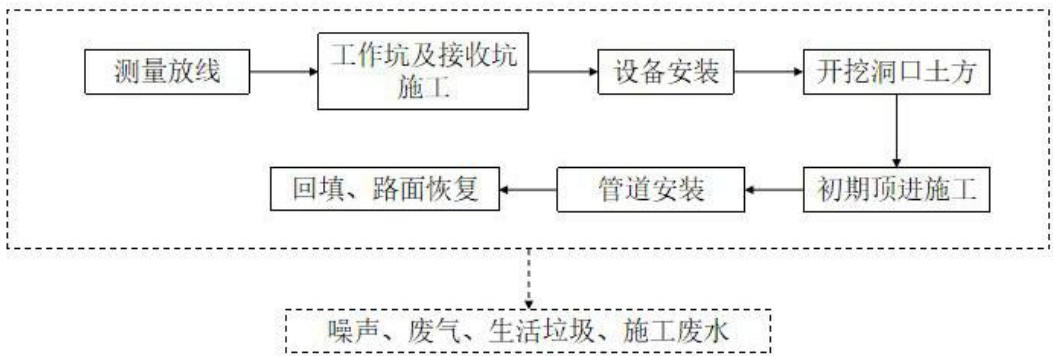 测量放线
工作坑及接收坑
施工
设备安装
开挖洞口土方
初期顶进施工
管道安装
回填、路面恢复
噪声、废气、生活垃圾、施工废水